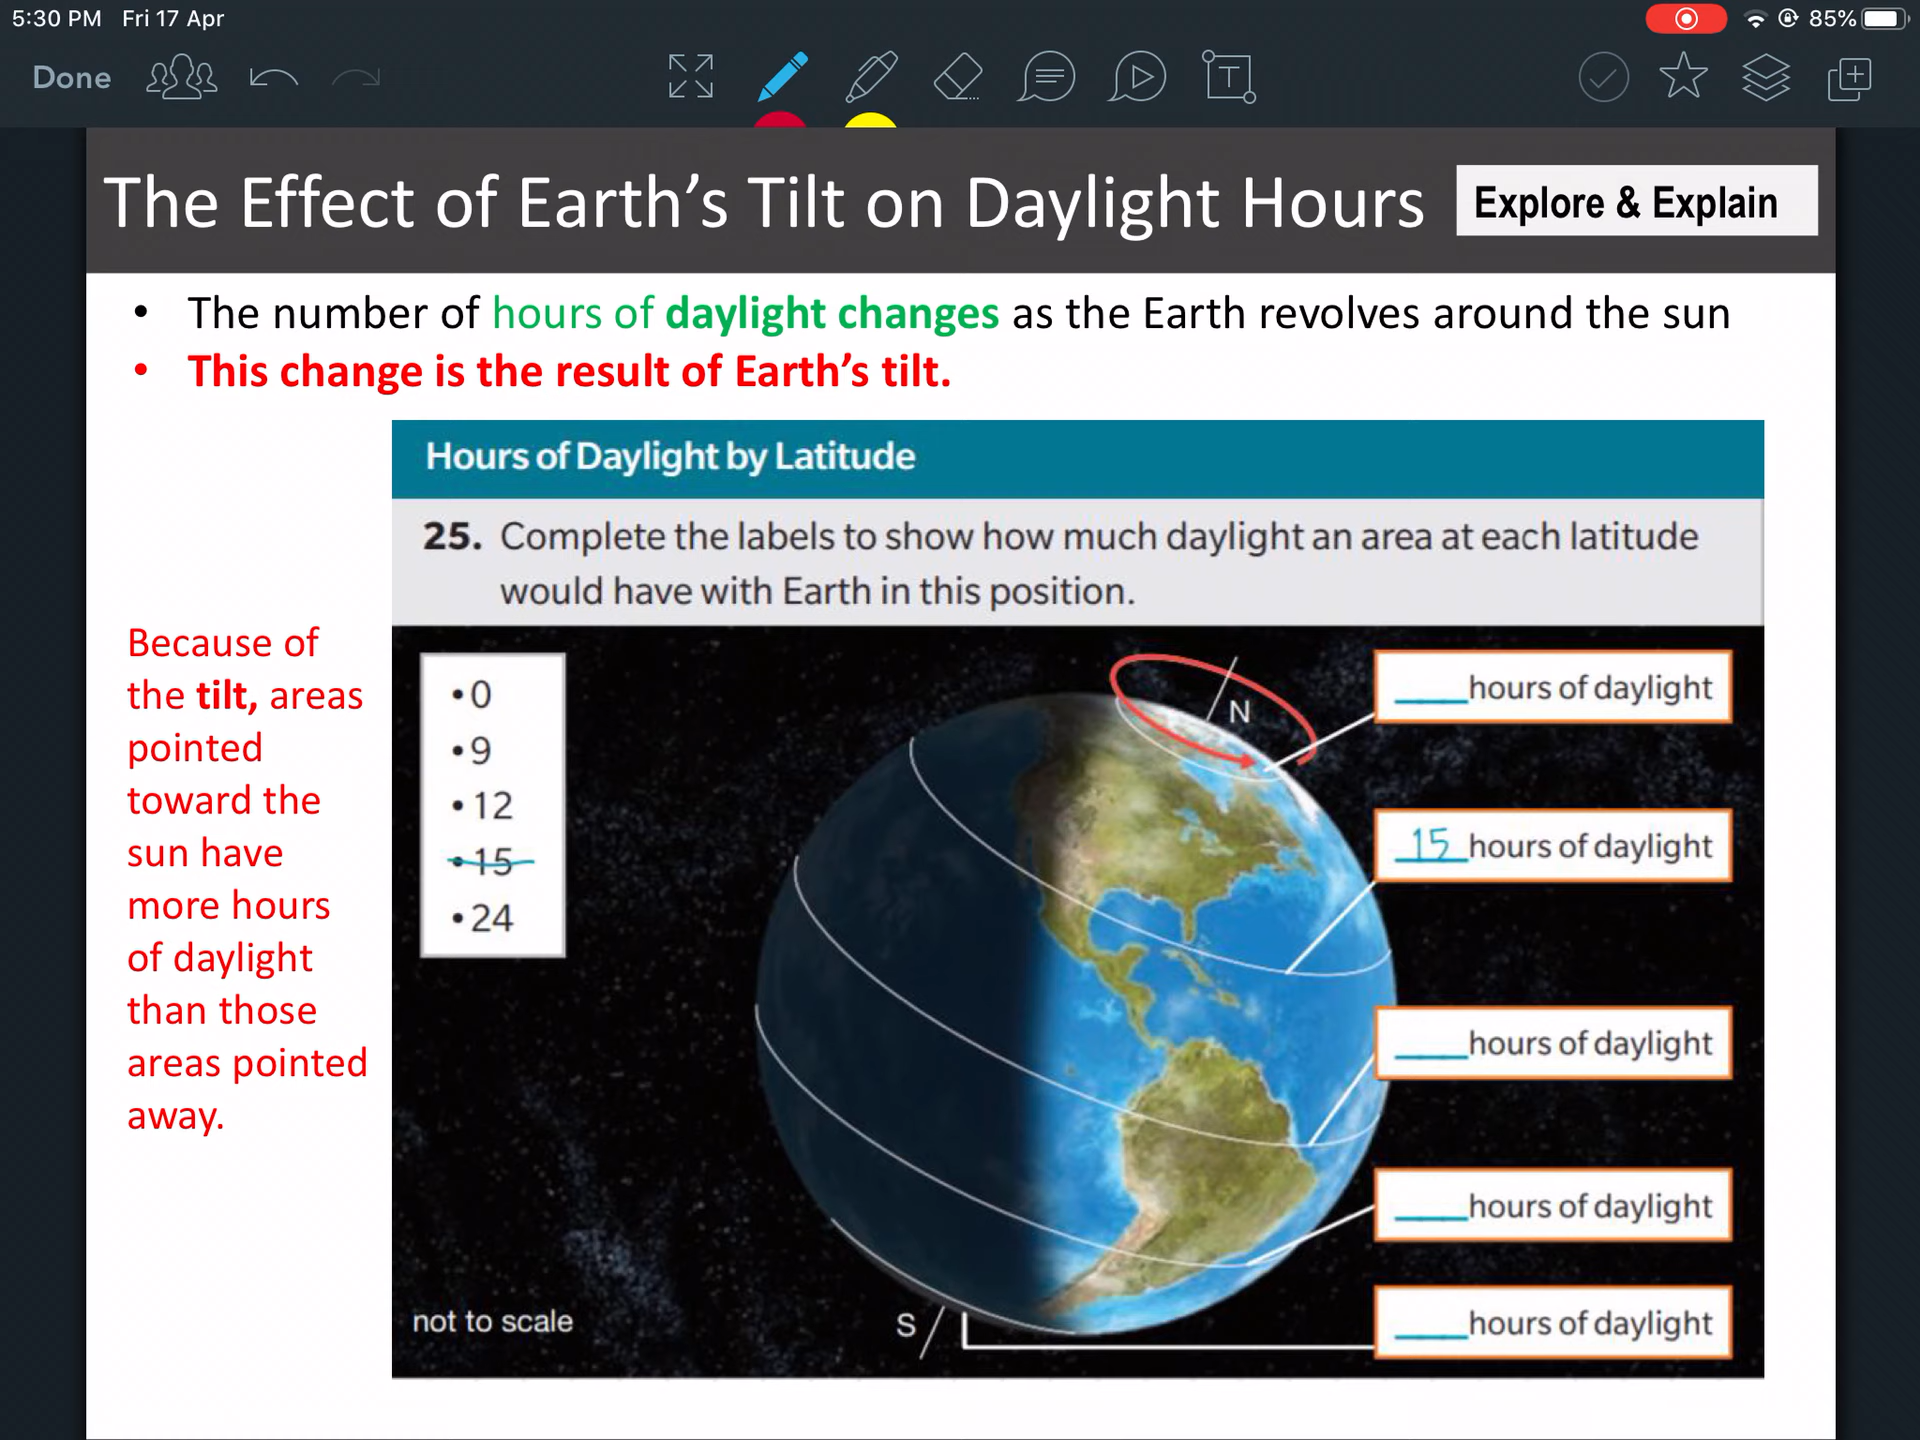 5:30 PM Fri 17 Apr
85%
Done
T
The Effect of Earth's Tilt on Daylight Hours
Explore & Explain
• The number of hours of daylight changes as the Earth revolves around the sun
• This change is the result of Earth's tilt.
Hours of Daylight by Latitude
25. Complete the labels to show how much daylight an area at each latitude
would have with Earth in this position.
Because of
the tilt, areas
pointed
toward the
sun have
more hours
of daylight
than those
areas pointed
away.
•0
•9
•12
•15
•24
N
____hours of daylight
15 hours of daylight
____hours of daylight
____hours of daylight
____hours of daylight
S
not to scale